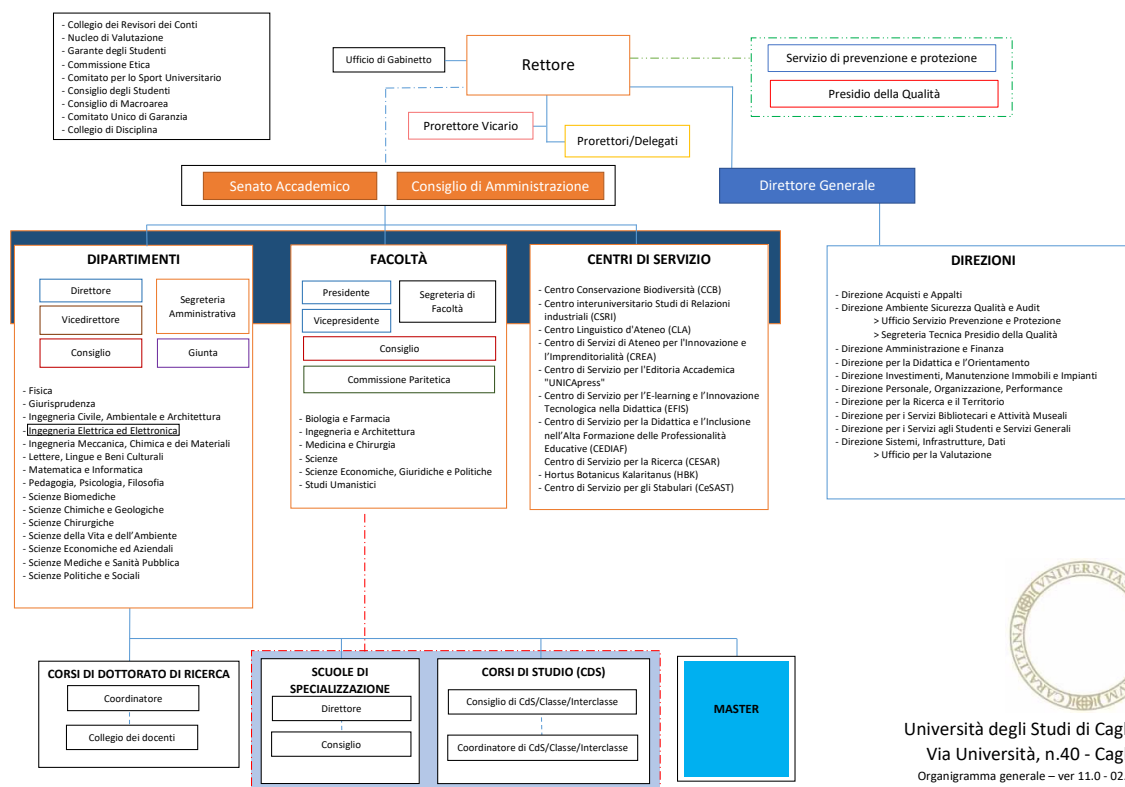 - Collegio dei Revisori dei Conti
- Nucleo di Valutazione
- Garante degli Studenti
- Commissione Etica
- Comitato per lo Sport Universitario
- Consiglio degli Studenti
- Consiglio di Macroarea
- Comitato Unico di Garanzia
- Collegio di Disciplina
Ufficio di Gabinetto
Rettore
Servizio di prevenzione e protezione
Presidio della Qualità
Prorettore Vicario
Prorettori/Delegati
Senato Accademico
Consiglio di Amministrazione
Direttore Generale
DIPARTIMENTI
Direttore
Vicedirettore
Segreteria
Amministrativa
Consiglio
Giunta
- Fisica
- Giurisprudenza
- Ingegneria Civile, Ambientale e Architettura
- Ingegneria Elettrica ed Elettronica
- Ingegneria Meccanica, Chimica e dei Materiali
- Lettere, Lingue e Beni Culturali
- Matematica e Informatica
- Pedagogia, Psicologia, Filosofia
- Scienze Biomediche
- Scienze Chimiche e Geologiche
- Scienze Chirurgiche
- Scienze della Vita e dell'Ambiente
- Scienze Economiche ed Aziendali
- Scienze Mediche e Sanità Pubblica
- Scienze Politiche e Sociali
FACOLTÀ
Presidente
Vicepresidente
Segreteria di
Facoltà
Consiglio
Commissione Paritetica
- Biologia e Farmacia
- Ingegneria e Architettura
- Medicina e Chirurgia
- Scienze
- Scienze Economiche, Giuridiche e Politiche
- Studi Umanistici
CENTRI DI SERVIZIO
- Centro Conservazione Biodiversità (CCB)
- Centro interuniversitario Studi di Relazioni
industriali (CSRI)
- Centro Linguistico d'Ateneo (CLA)
- Centro di Servizi di Ateneo per l'Innovazione e
l'Imprenditorialità (CREA)
- Centro di Servizio per l'Editoria Accademica
"UNICApress"
- Centro di Servizio per l'E-learning e l'Innovazione
Tecnologica nella Didattica (EFIS)
- Centro di Servizio per la Didattica e l'Inclusione
nell'Alta Formazione delle Professionalità
Educative (CEDIAF)
Centro di Servizio per la Ricerca (CESAR)
- Hortus Botanicus Kalaritanus (HBK)
- Centro di Servizio per gli Stabulari (CeSAST)
DIREZIONI
- Direzione Acquisti e Appalti
- Direzione Ambiente Sicurezza Qualità e Audit
> Ufficio Servizio Prevenzione e Protezione
> Segreteria Tecnica Presidio della Qualità
- Direzione Amministrazione e Finanza
- Direzione per la Didattica e l'Orientamento
- Direzione Investimenti, Manutenzione Immobili e Impianti
- Direzione Personale, Organizzazione, Performance
- Direzione per la Ricerca e il Territorio
- Direzione per i Servizi Bibliotecari e Attività Museali
- Direzione per i Servizi agli Studenti e Servizi Generali
- Direzione Sistemi, Infrastrutture, Dati
> Ufficio per la Valutazione
CORSI DI DOTTORATO DI RICERCA
Coordinatore
Collegio dei docenti
SCUOLE DI
SPECIALIZZAZIONE
Direttore
Consiglio
CORSI DI STUDIO (CDS)
Consiglio di CdS/Classe/Interclasse
Coordinatore di CdS/Classe/Interclasse
MASTER
Università degli Studi di Cagl
Via Università, n.40 - Cagl
Organigramma generale – ver 11.0 - 02.